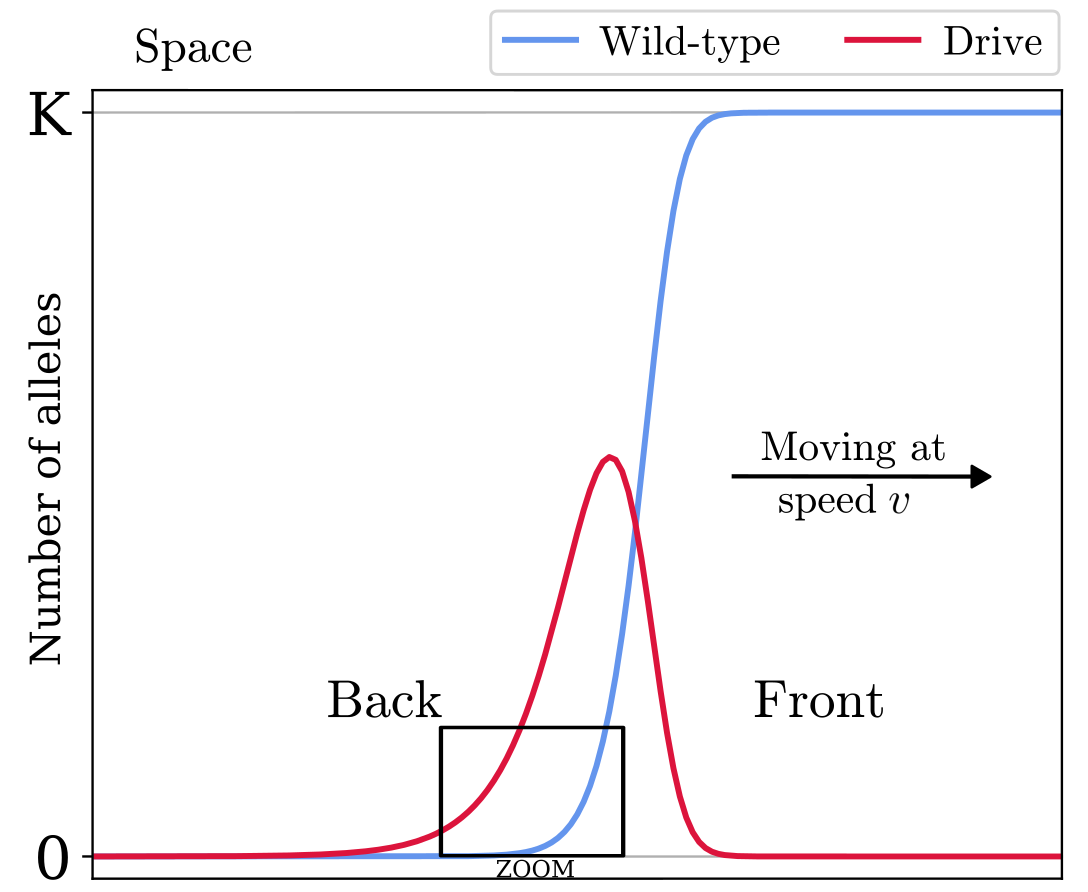 Space
Wild-type
Drive
K
Number of alleles
Moving at
speed v
Back
Front
0
ZOOM